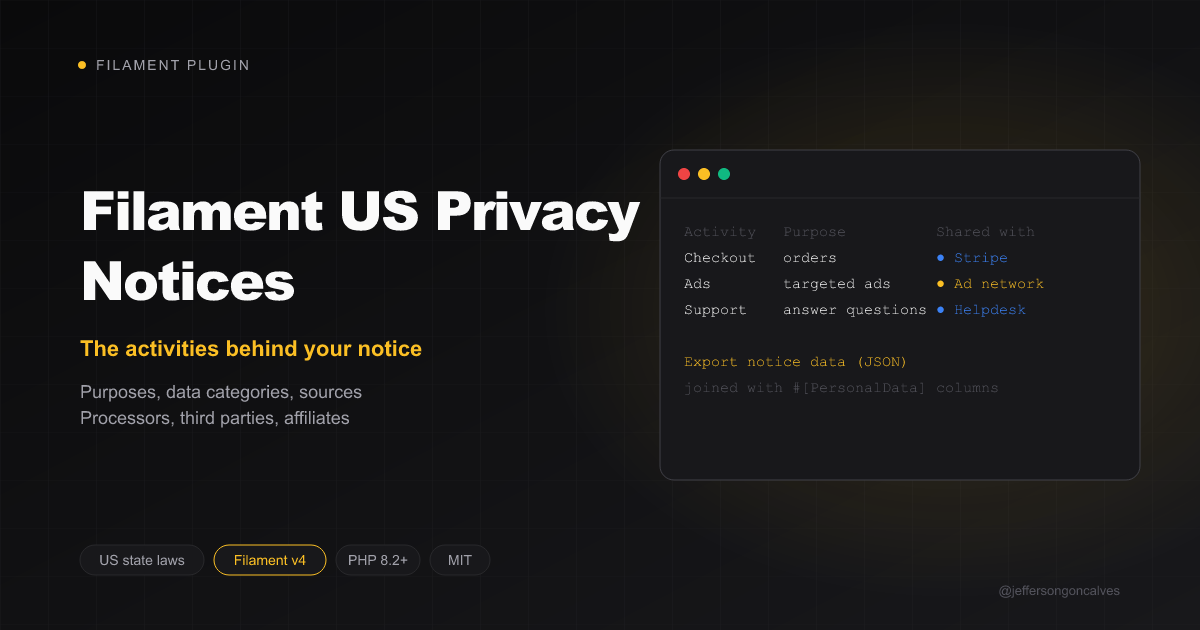 FILAMENT PLUGIN
Filament US Privacy
Notices
The activities behind your notice
Purposes, data categories, sources
Processors, third parties, affiliates
US state laws
Filament v4
PHP 8.2+
MIT
Activity Purpose Shared with
Checkout orders Stripe
Ads targeted ads Ad network
Support answer questions Helpdesk
Export notice data (JSON)
joined with #[PersonalData] columns
@jeffersongoncalves